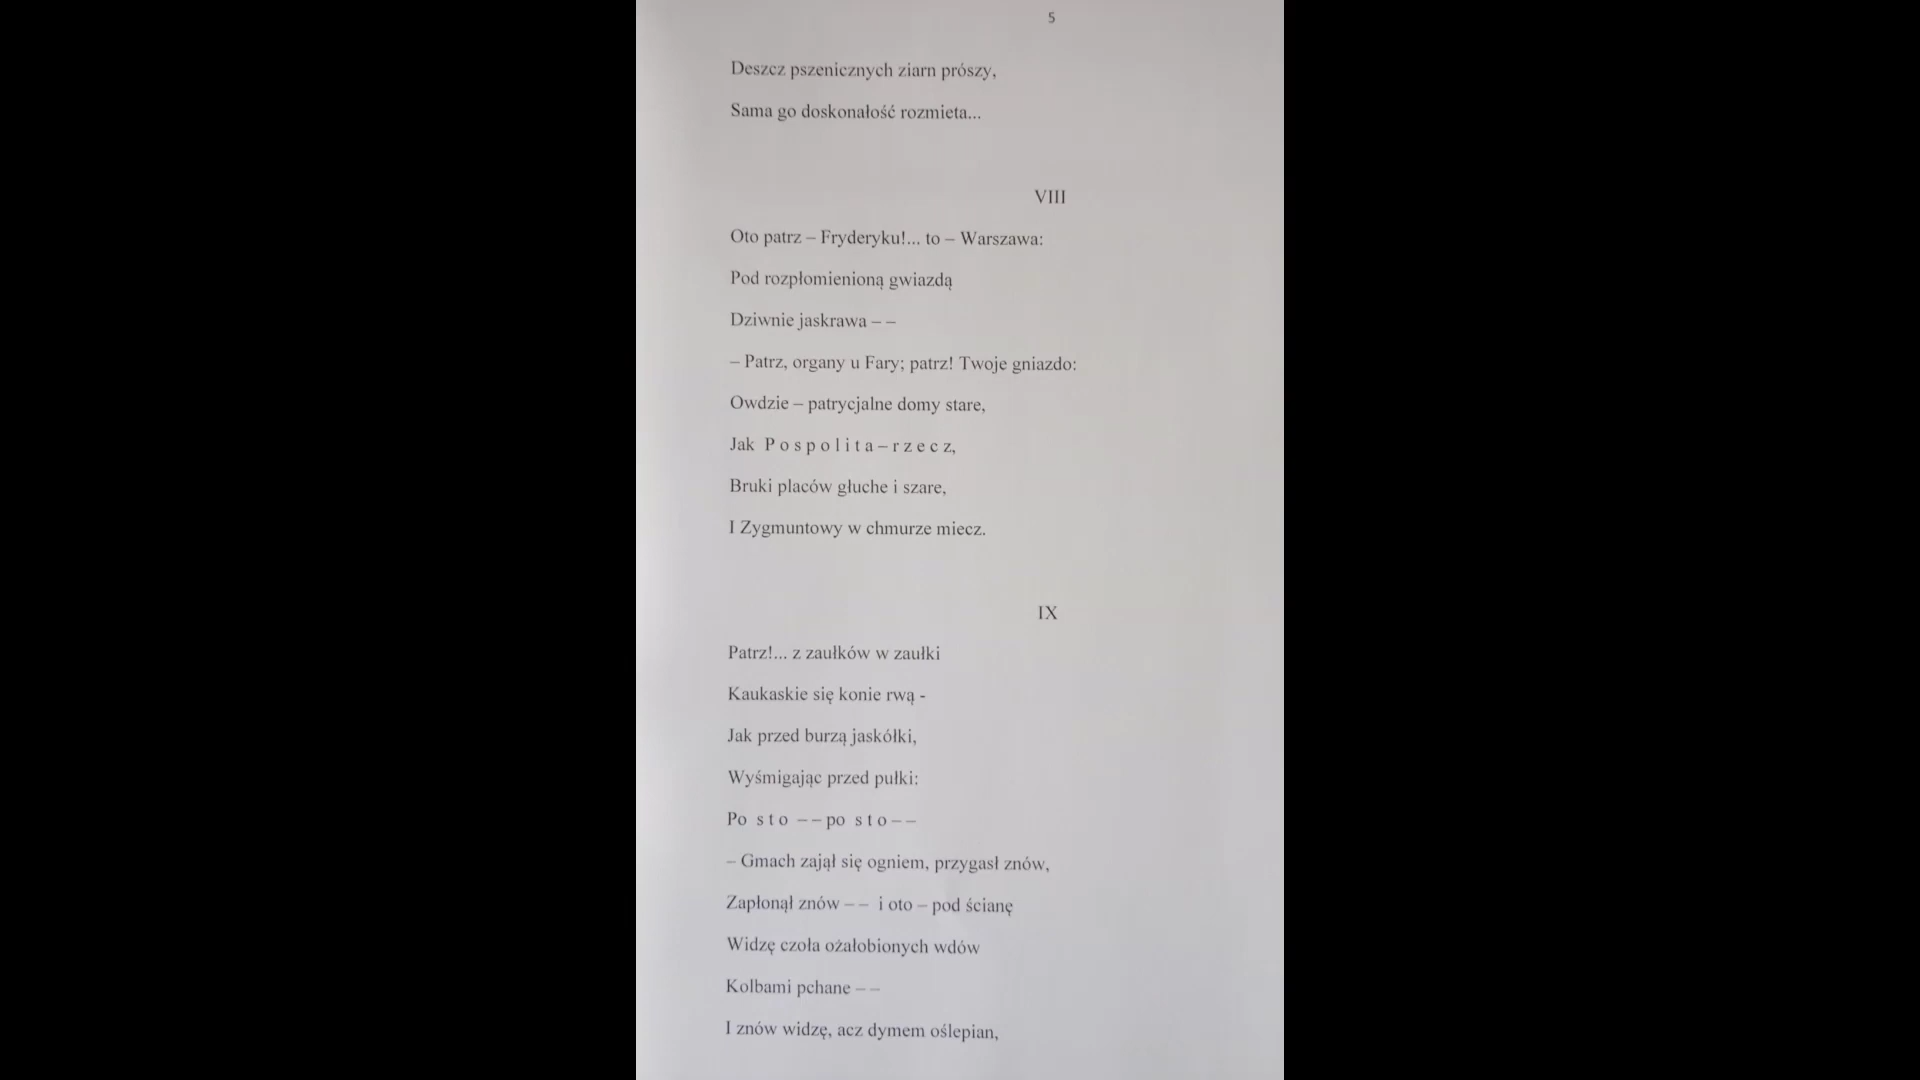 5
Deszcz pszenicznych ziarn prószy,
Sama go doskonałość rozmieta...
VIII
Oto patrz – Fryderyku!... to – Warszawa:
Pod rozpłomienioną gwiazdą
Dziwnie jaskrawa – –
– Patrz, organy u Fary; patrz! Twoje gniazdo:
Owdzie – patrycjalne domy stare,
Jak P o s p o l i t a – r z e c z,
Bruki placów głuche i szare,
I Zygmuntowy w chmurze miecz.
IX
Patrz!... z zaułków w zaułki
Kaukaskie się konie rwą -
Jak przed burzą jaskółki,
Wyśmigając przed pułki:
Po s t o – – po s t o – –
– Gmach zajął się ogniem, przygasł znów,
Zapłonął znów – – i oto – pod ścianę
Widzę czoła ożałobionych wdów
Kolbami pchane – –
I znów widzę, acz dymem oślepian,